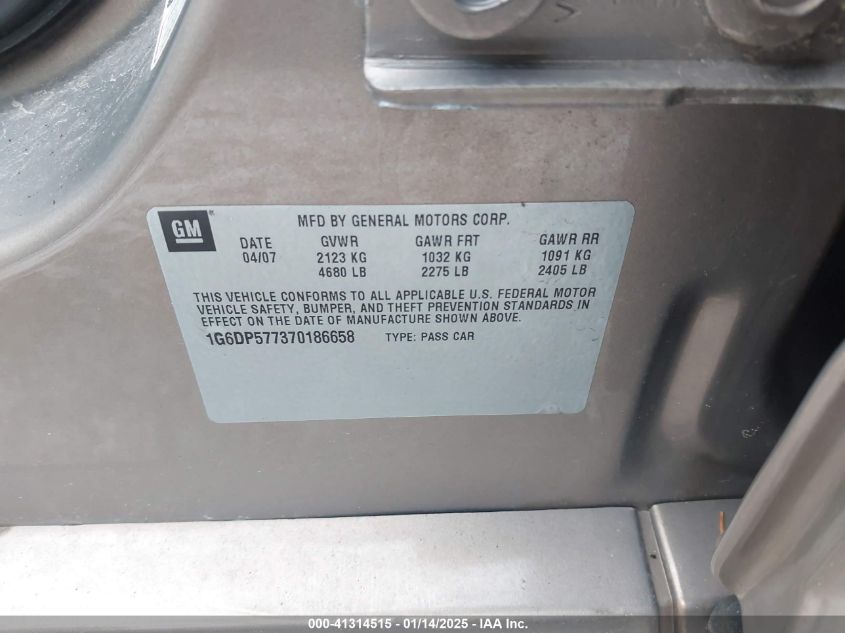 GM
MFD BY GENERAL MOTORS CORP.
DATE GVWR GAWR FRT GAWR RR
04/07 2123 KG 1032 KG 1091 KG
4680 LB 2275 LB 2405 LB
THIS VEHICLE CONFORMS TO ALL APPLICABLE U.S. FEDERAL MOTOR
VEHICLE SAFETY, BUMPER, AND THEFT PREVENTION STANDARDS IN
EFFECT ON THE DATE OF MANUFACTURE SHOWN ABOVE.
1G6DP577370186658 TYPE: PASS CAR
000-41314515 - 01/14/2025 - IAA Inc.